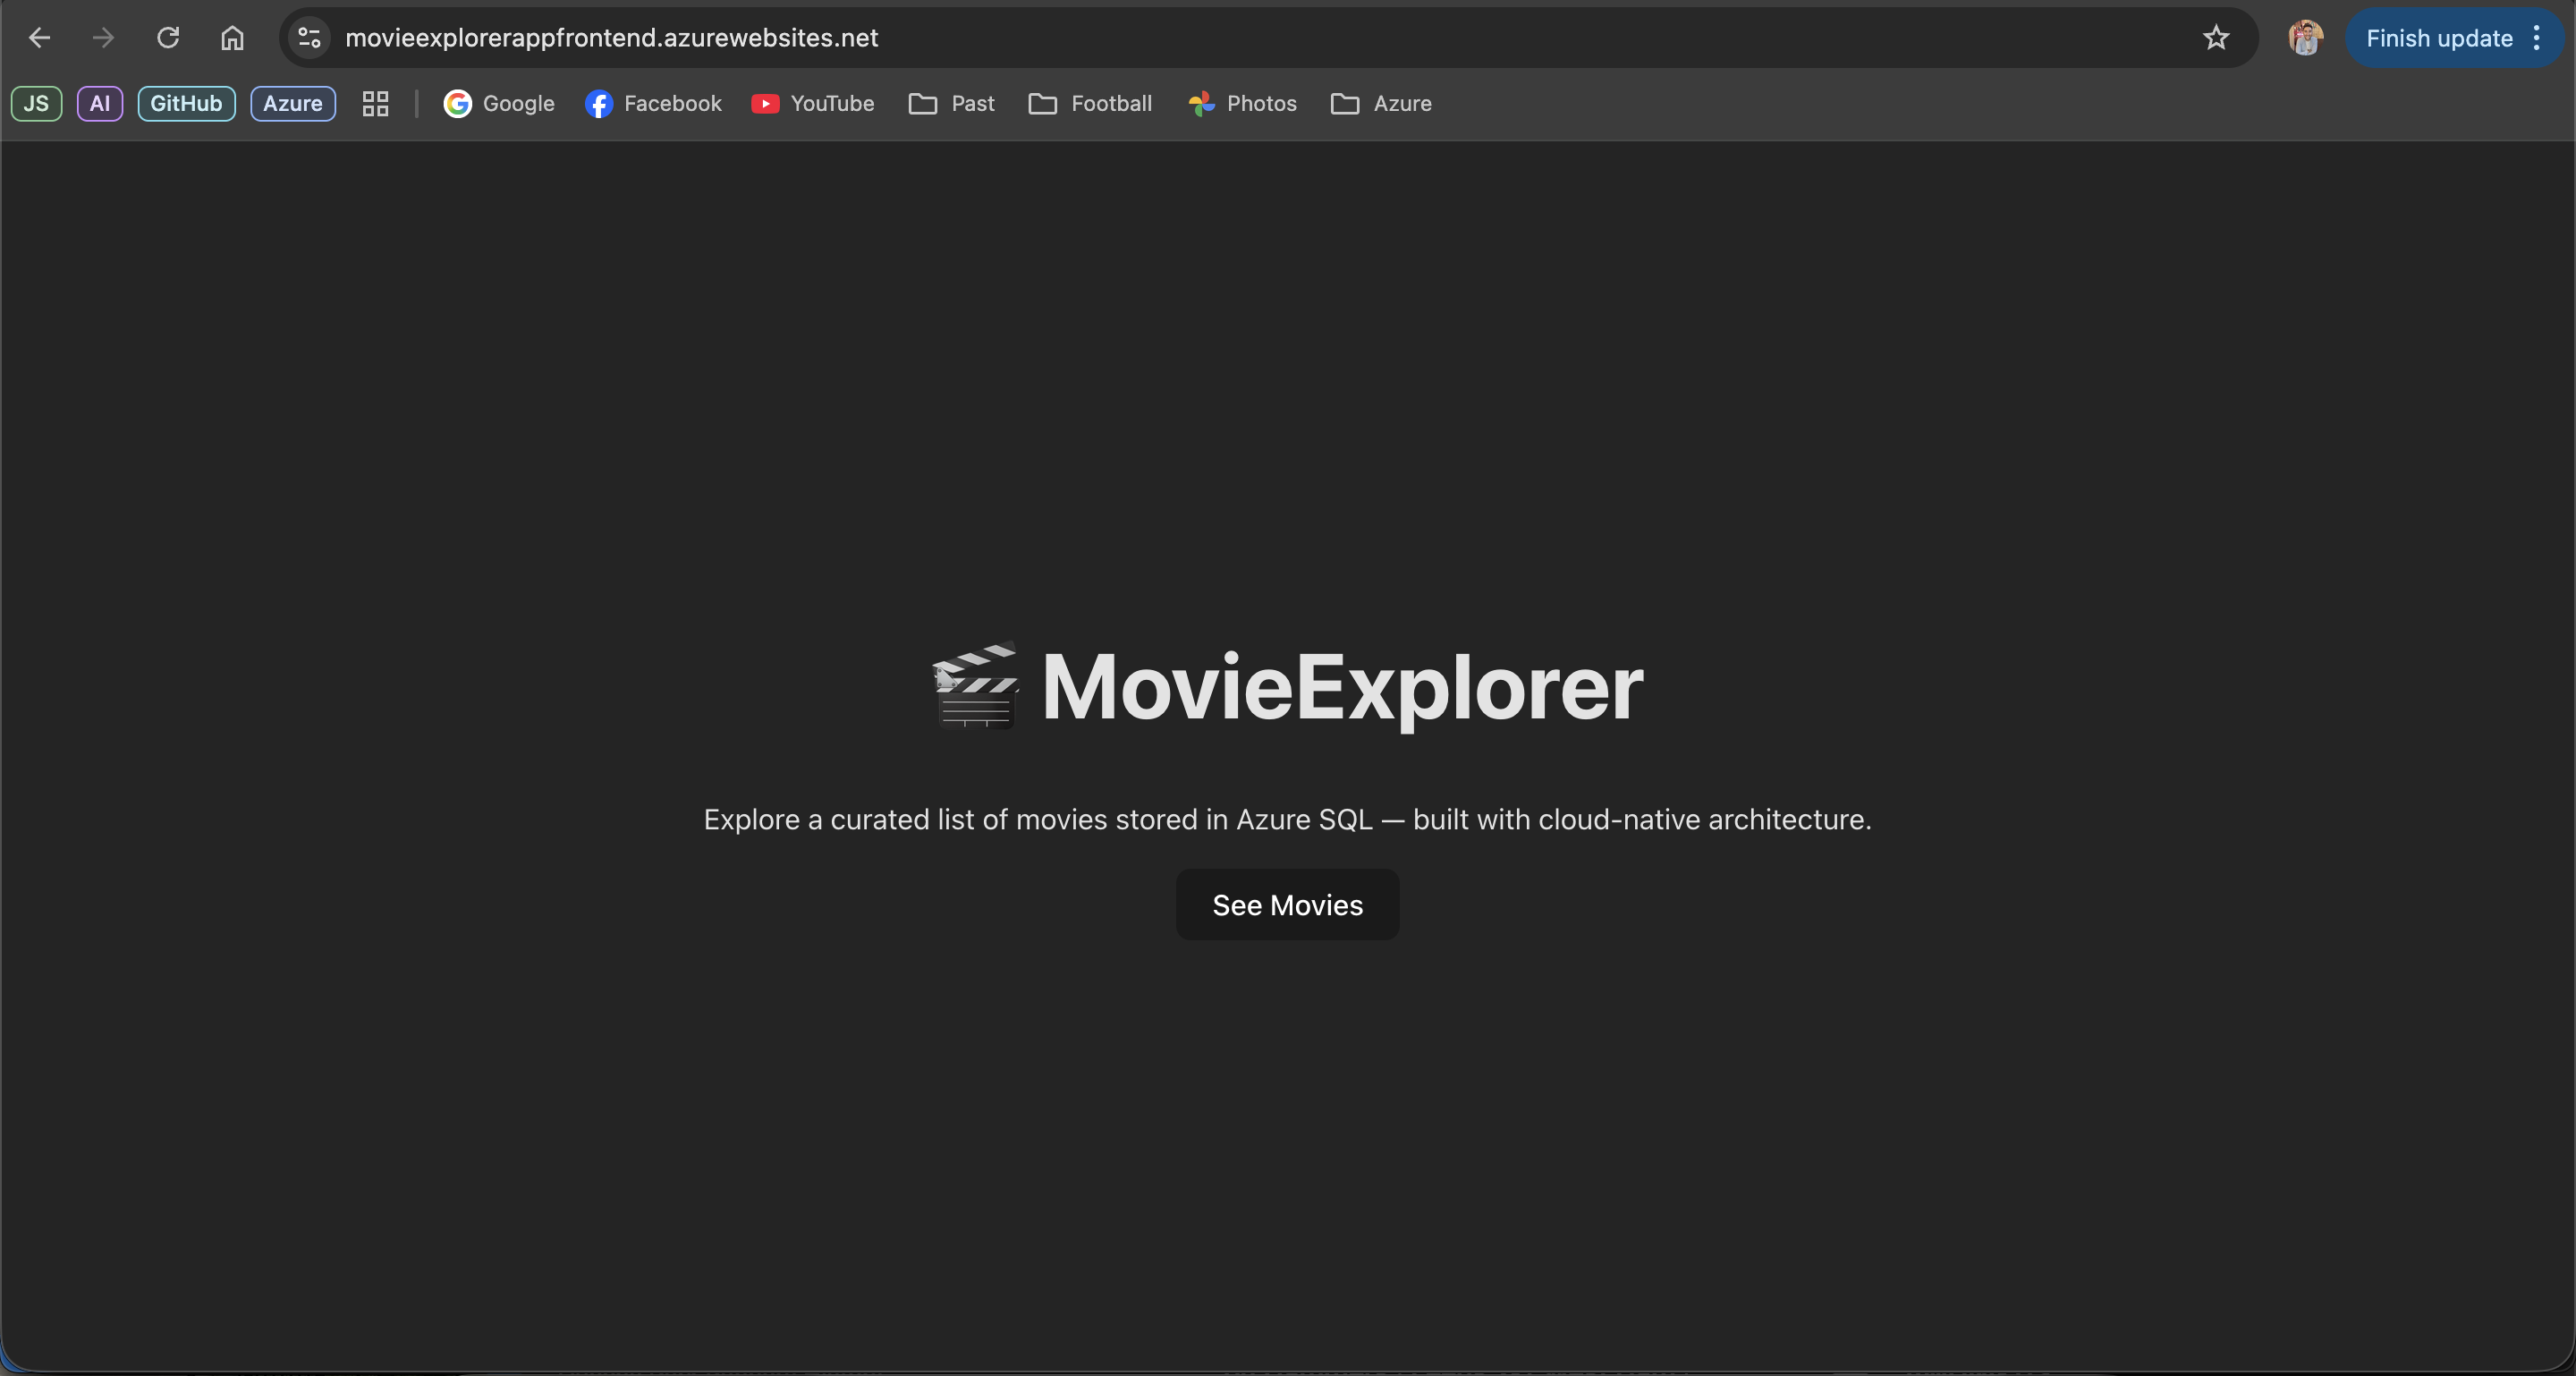 movieexplorerappfrontend.azurewebsites.net
Finish update
JS AI GitHub Azure Google Facebook YouTube Past Football Photos Azure
MovieExplorer
Explore a curated list of movies stored in Azure SQL — built with cloud-native architecture.
See Movies